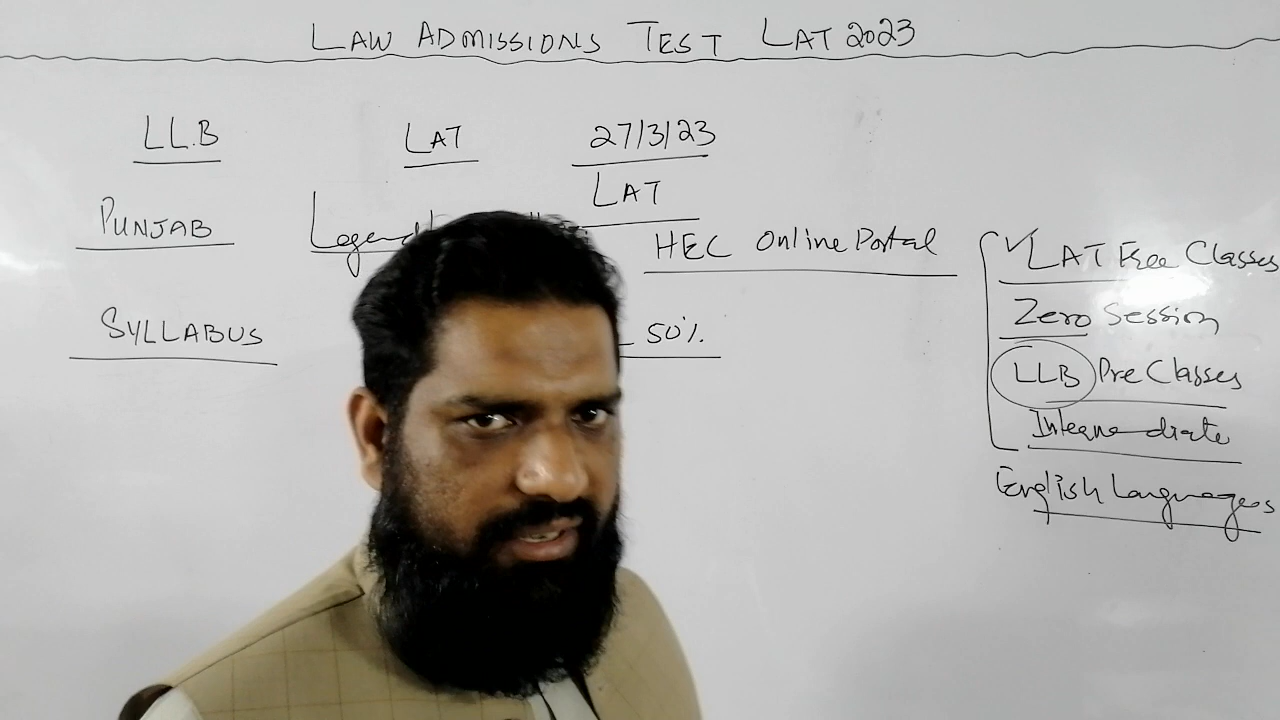 LAW ADMISSIONS TEST LAT 2023
LL.B LAT 27/3/23
LAT
PUNJAB
HEC Online Portal
SYLLABUS 50%
✓LAT Free Classes
Zero Session
LLB Pre Classes
Intermediate
English Languages